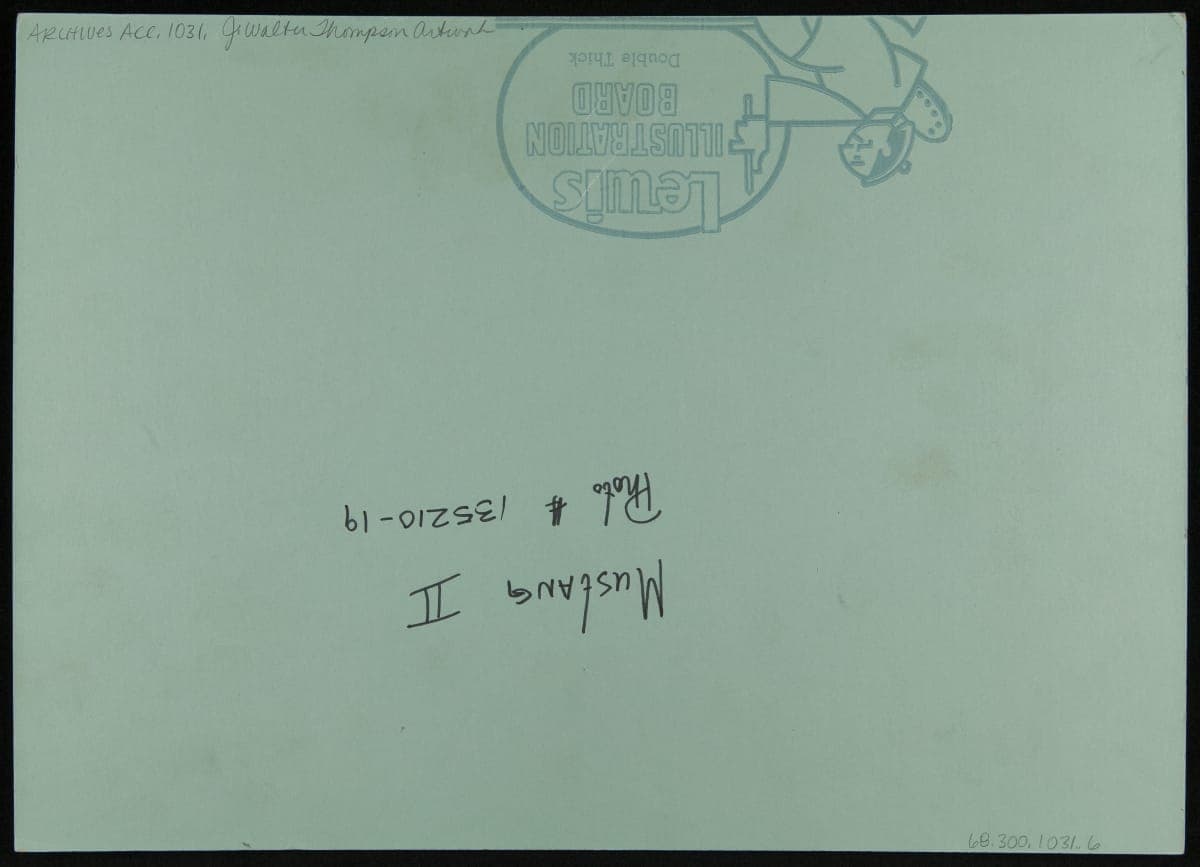 ARCHIVES ACC. 1031, J. Walter Thompson Artwork
Lewis
ILLUSTRATION
BOARD
Double Thick
Mustang II
Photo # 135210-19
68.300.1031.6